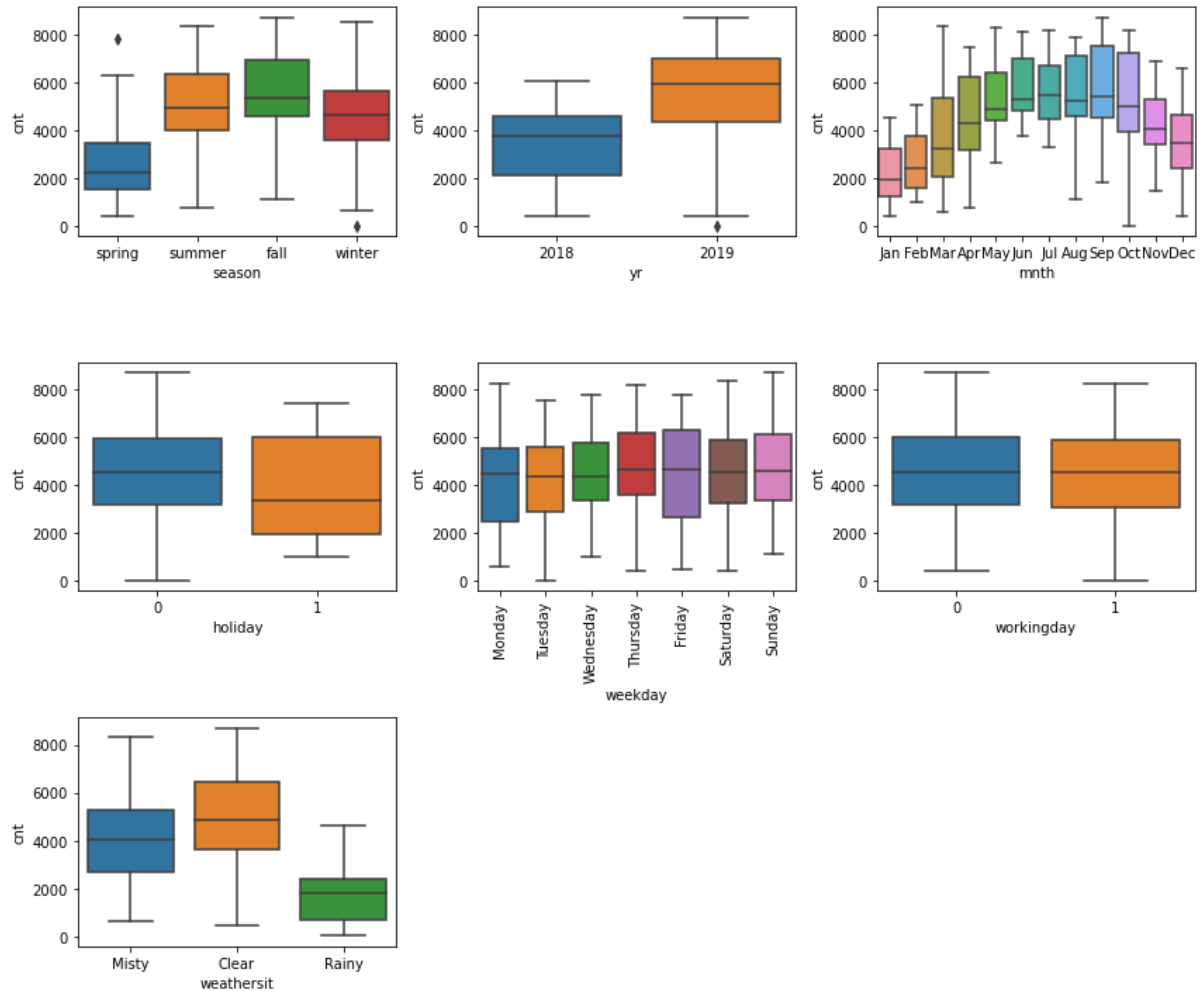 8000
6000
4000
2000
0
cnt
spring summer fall winter
season
8000
6000
4000
2000
0
cnt
2018 2019
yr
8000
6000
4000
2000
0
cnt
Jan Feb Mar Apr May Jun Jul Aug Sep Oct Nov Dec
mnth
8000
6000
4000
2000
0
cnt
0 1
holiday
8000
6000
4000
2000
0
cnt
Monday Tuesday Wednesday Thursday Friday Saturday Sunday
weekday
8000
6000
4000
2000
0
cnt
0 1
workingday
8000
6000
4000
2000
0
cnt
Misty Clear Rainy
weathersit